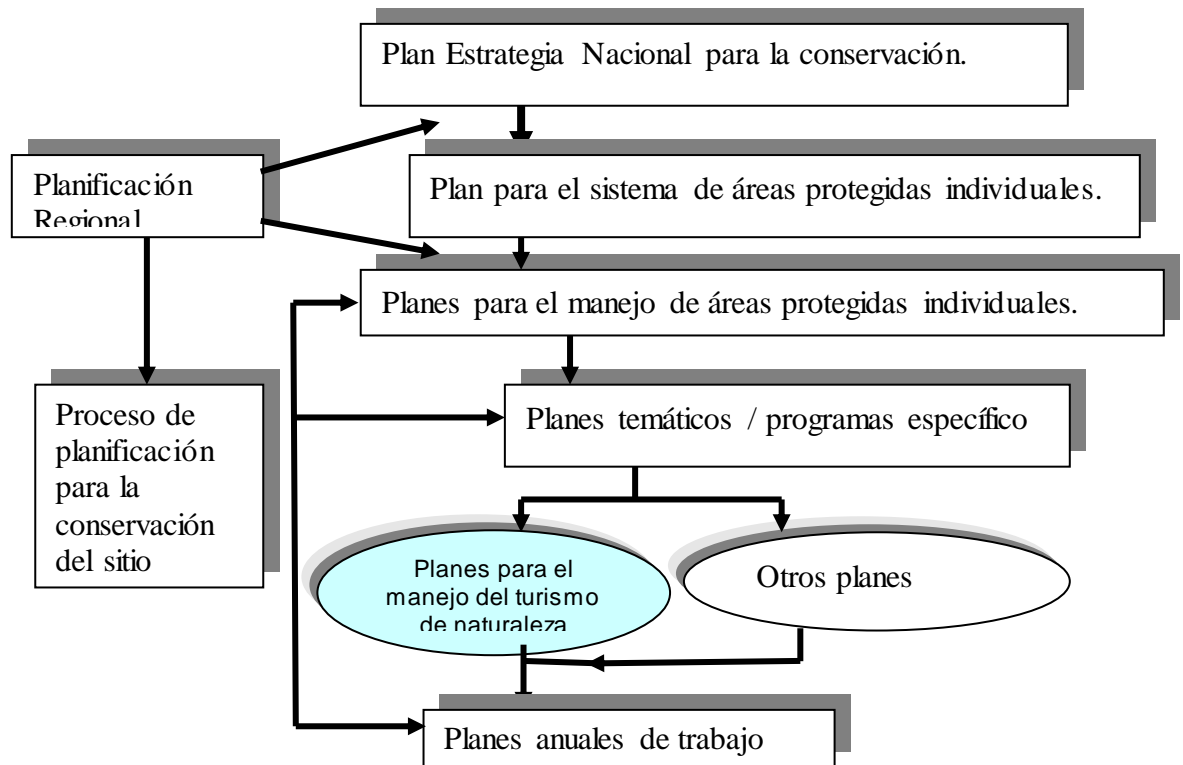 Plan Estrategia Nacional para la conservación.
Planificación
Regional
Plan para el sistema de áreas protegidas individuales.
Planes para el manejo de áreas protegidas individuales.
Proceso de
planificación
para la
conservación
del sitio
Planes temáticos / programas específico
Planes para el
manejo del turismo
de naturaleza
Otros planes
Planes anuales de trabajo